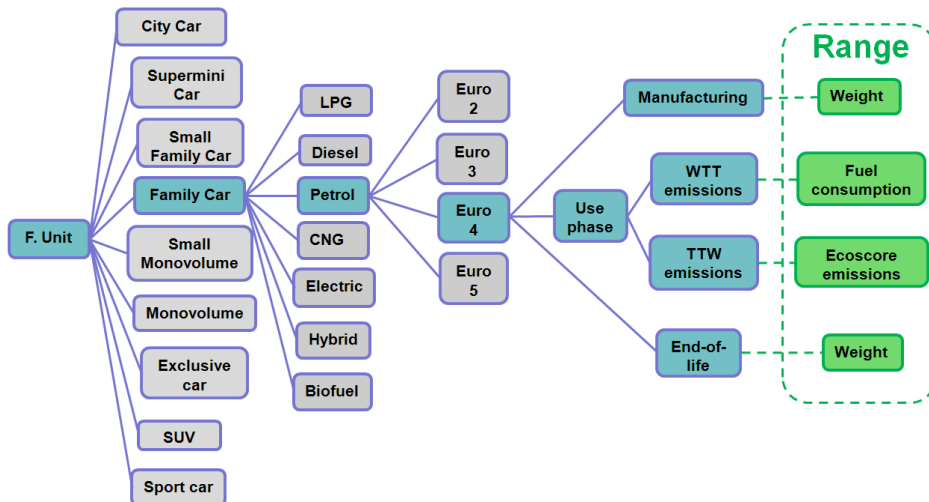 F. Unit
City Car
Supermini
Car
Small
Family Car
Family Car
Small
Monovolume
Monovolume
Exclusive
car
SUV
Sport car
LPG
Diesel
Petrol
CNG
Electric
Hybrid
Biofuel
Euro
2
Euro
3
Euro
4
Euro
5
Manufacturing
Use
phase
WTT
emissions
TTW
emissions
End-of-
life
Range
Weight
Fuel
consumption
Ecoscore
emissions
Weight